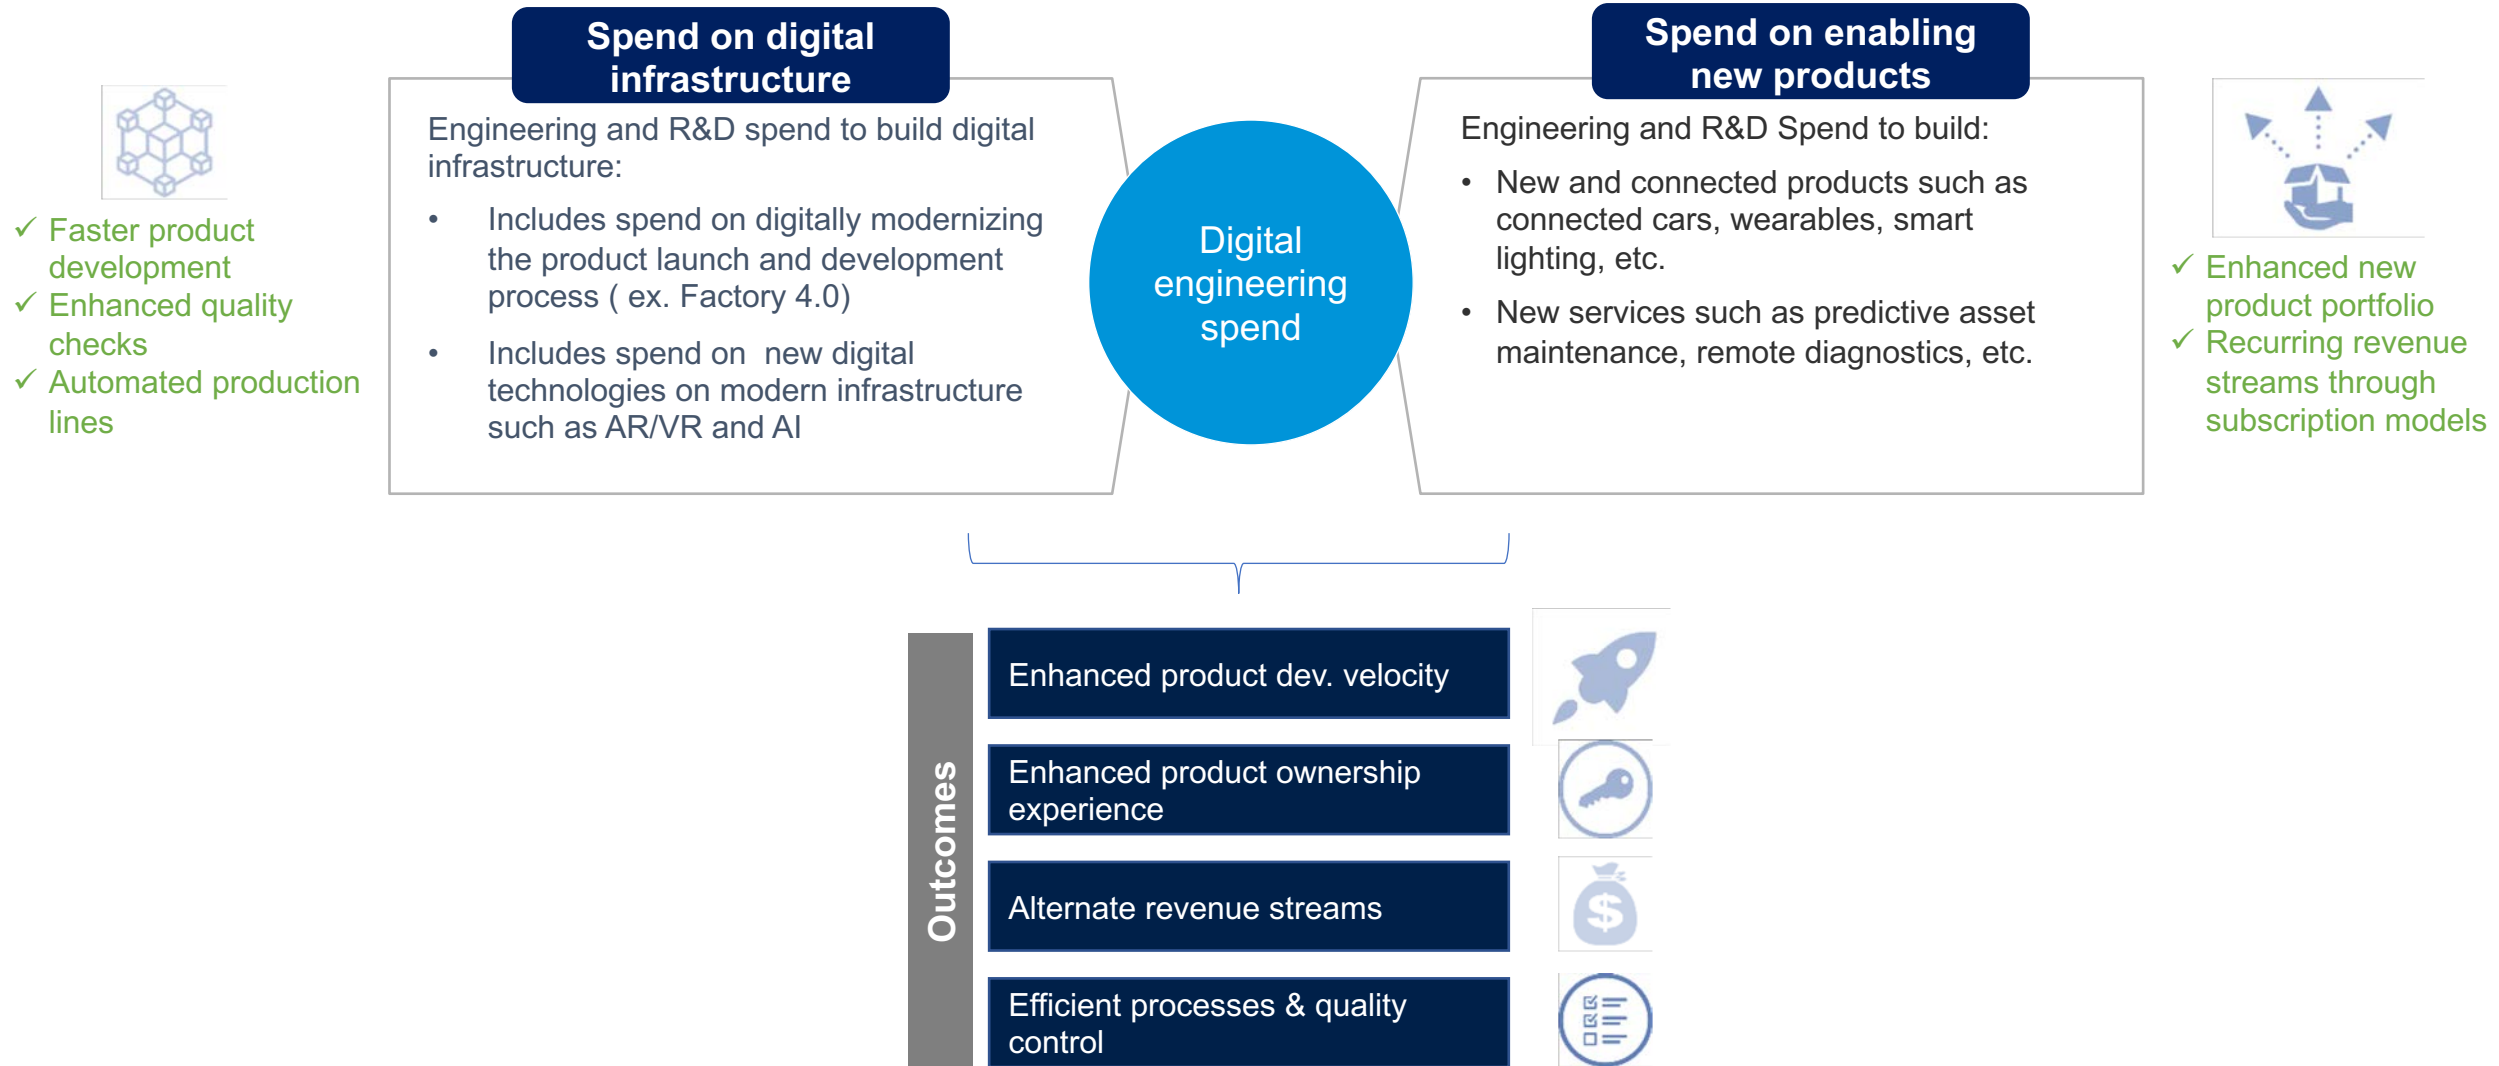 Spend on digital
infrastructure
Engineering and R&D spend to build digital
infrastructure:
• Includes spend on digitally modernizing
the product launch and development
process ( ex. Factory 4.0)
• Includes spend on  new digital
technologies on modern infrastructure
such as AR/VR and AI
✓ Faster product
development
✓ Enhanced quality
checks
✓ Automated production
lines
Digital
engineering
spend
Spend on enabling
new products
Engineering and R&D Spend to build:
• New and connected products such as
connected cars, wearables, smart
lighting, etc.
• New services such as predictive asset
maintenance, remote diagnostics, etc.
✓ Enhanced new
product portfolio
✓ Recurring revenue
streams through
subscription models
Outcomes
Enhanced product dev. velocity
Enhanced product ownership
experience
Alternate revenue streams
$
Efficient processes & quality
control